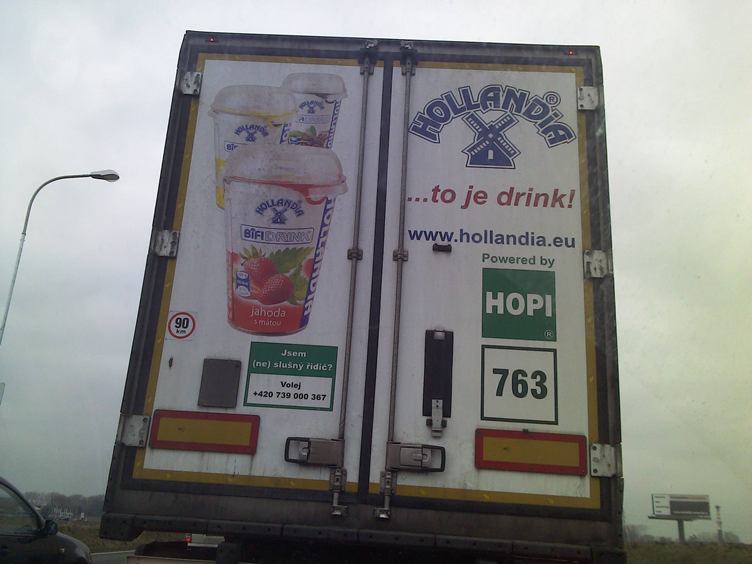 HOLLANDIA
HOLLANDIA
HOLLANDIA
BiFi DRINK
HOLLANDIA
jahoda
s mátou
90
km
Jsem
(ne) slušný řidič?
Volej
+420 739 000 367
HOLLANDIA®
...to je drink!
www.hollandia.eu
Powered by
HOPI
®
763